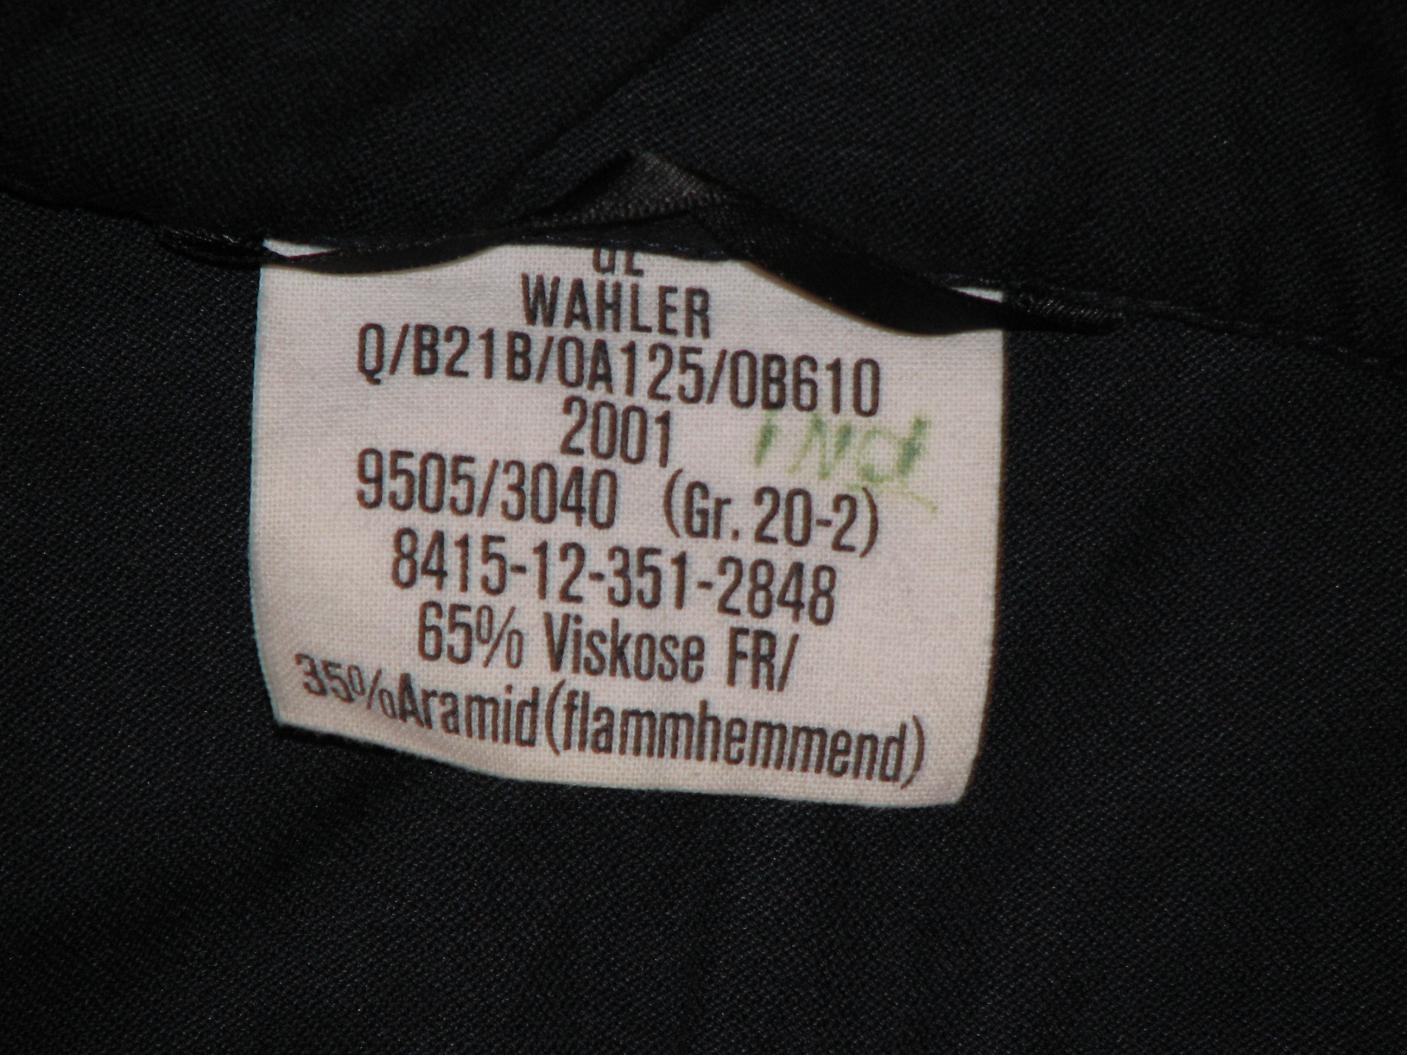 WAHLER
Q/B21B/0A125/0B610
2001
9505/3040 (Gr. 20-2)
8415-12-351-2848
65% Viskose FR/
35%Aramid(flammhemmend)